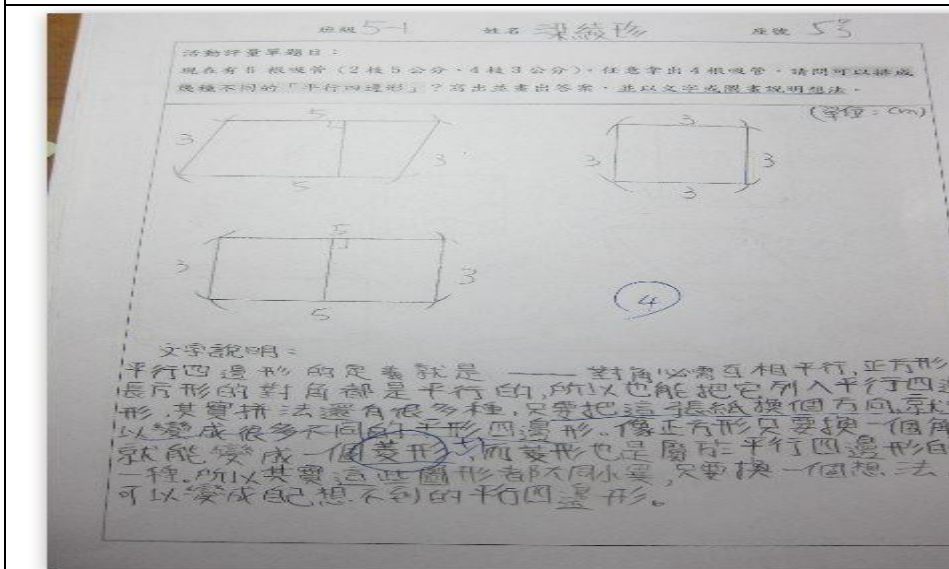 班級 5-1 姓名 梁紋珍 座號
活動評量單題目：
現在有6根吸管（2枝5公分、4枝3公分），任意拿出4根吸管，請問可以排成
幾種不同的「平行四邊形」？寫出並畫出答案，並以文字或圖畫說明想法。
(單位：cm)
5 3
3 3 3 3
5 3
5
3 3
5
4
文字說明：
平行四邊形的定義就是——對角必需互相平行，正方形
長方形的對角都是平行的，所以也能把它列入平行四邊
形，其實拼法還有很多種，只要把這張紙換個方向，就
以變成很多不同的平形四邊形。像正方形只要換一個角
就能變成一個菱形，而菱形也是屬於平行四邊形的
一種。所以其實這些圖形都不用小要，只要換一個想法
可以變成自己想不到的平行四邊形。